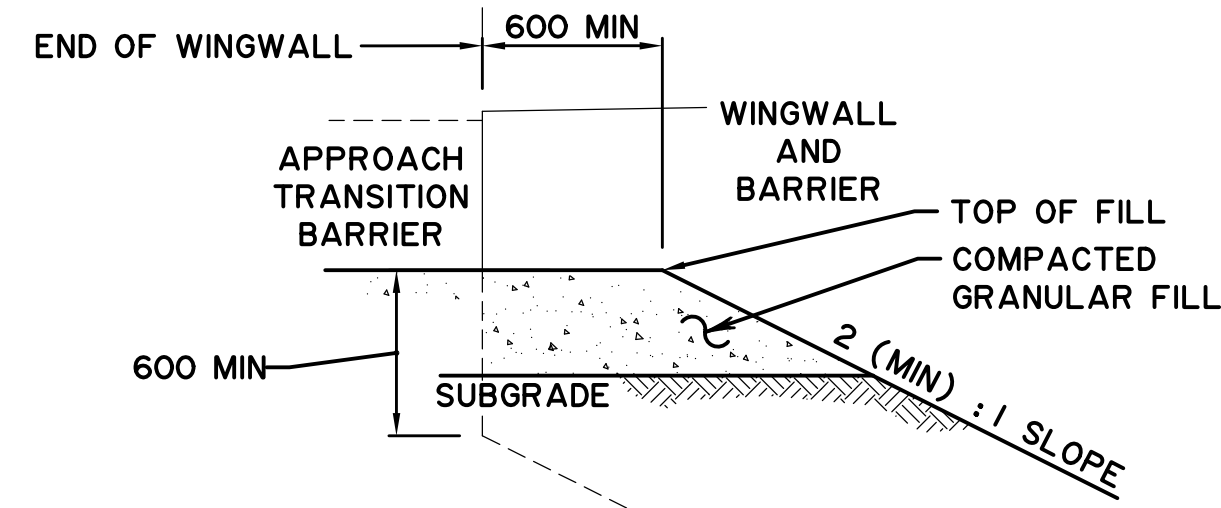 600 MIN
END OF WINGWALL
WINGWALL
AND
BARRIER
APPROACH
TRANSITION
BARRIER
TOP OF FILL
COMPACTED
GRANULAR FILL
600 MIN
2 (MIN) : 1 SLOPE
SUBGRADE